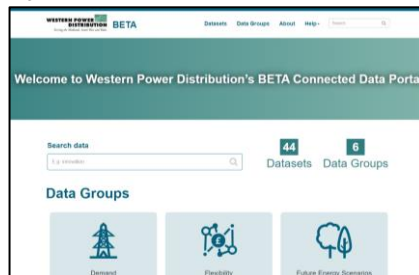 WESTERN POWER
DISTRIBUTION
BETA
Datasets Data Groups About Help
Search
Welcome to Western Power Distribution's BETA Connected Data Porta
Search data
44
Datasets
6
Data Groups
Data Groups
Demand
Flexibility
Future Energy Scenarios